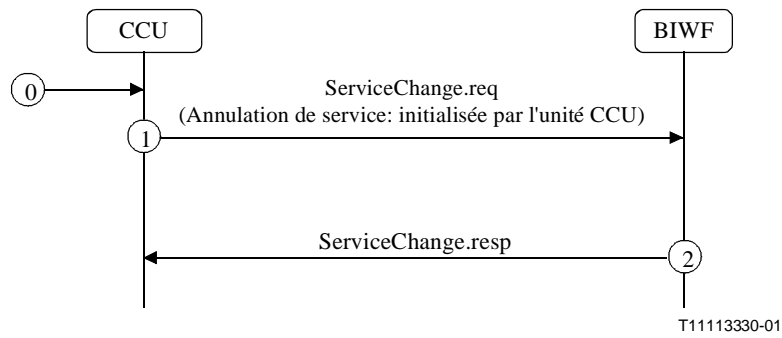 CCU
BIWF
0
ServiceChange.req
(Annulation de service: initialisée par l'unité CCU)
1
ServiceChange.resp
2
T11113330-01